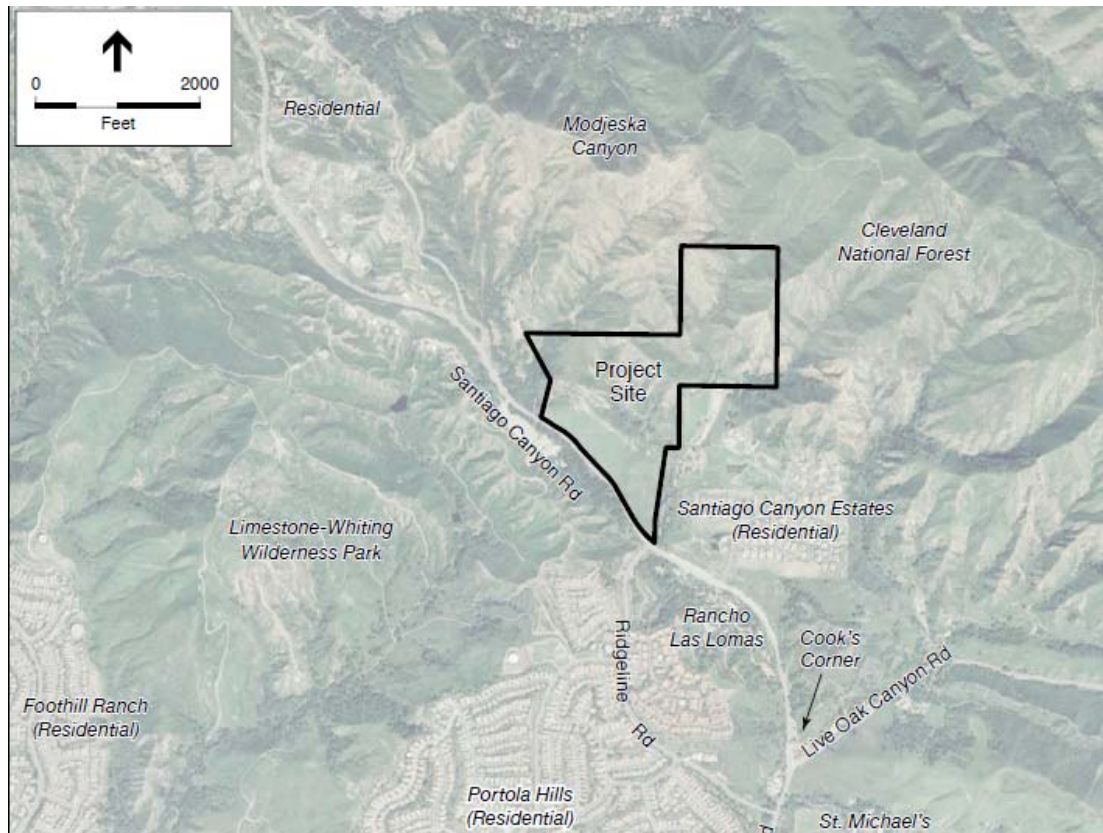 0 2000
Feet
Residential
Modjeska
Canyon
Cleveland
National Forest
Project
Site
Santiago Canyon Rd
Limestone-Whiting
Wilderness Park
Santiago Canyon Estates
(Residential)
Rancho
Las Lomas
Ridgeline
Rd
Cook's
Corner
Live Oak Canyon Rd
Foothill Ranch
(Residential)
Portola Hills
(Residential)
St. Michael's